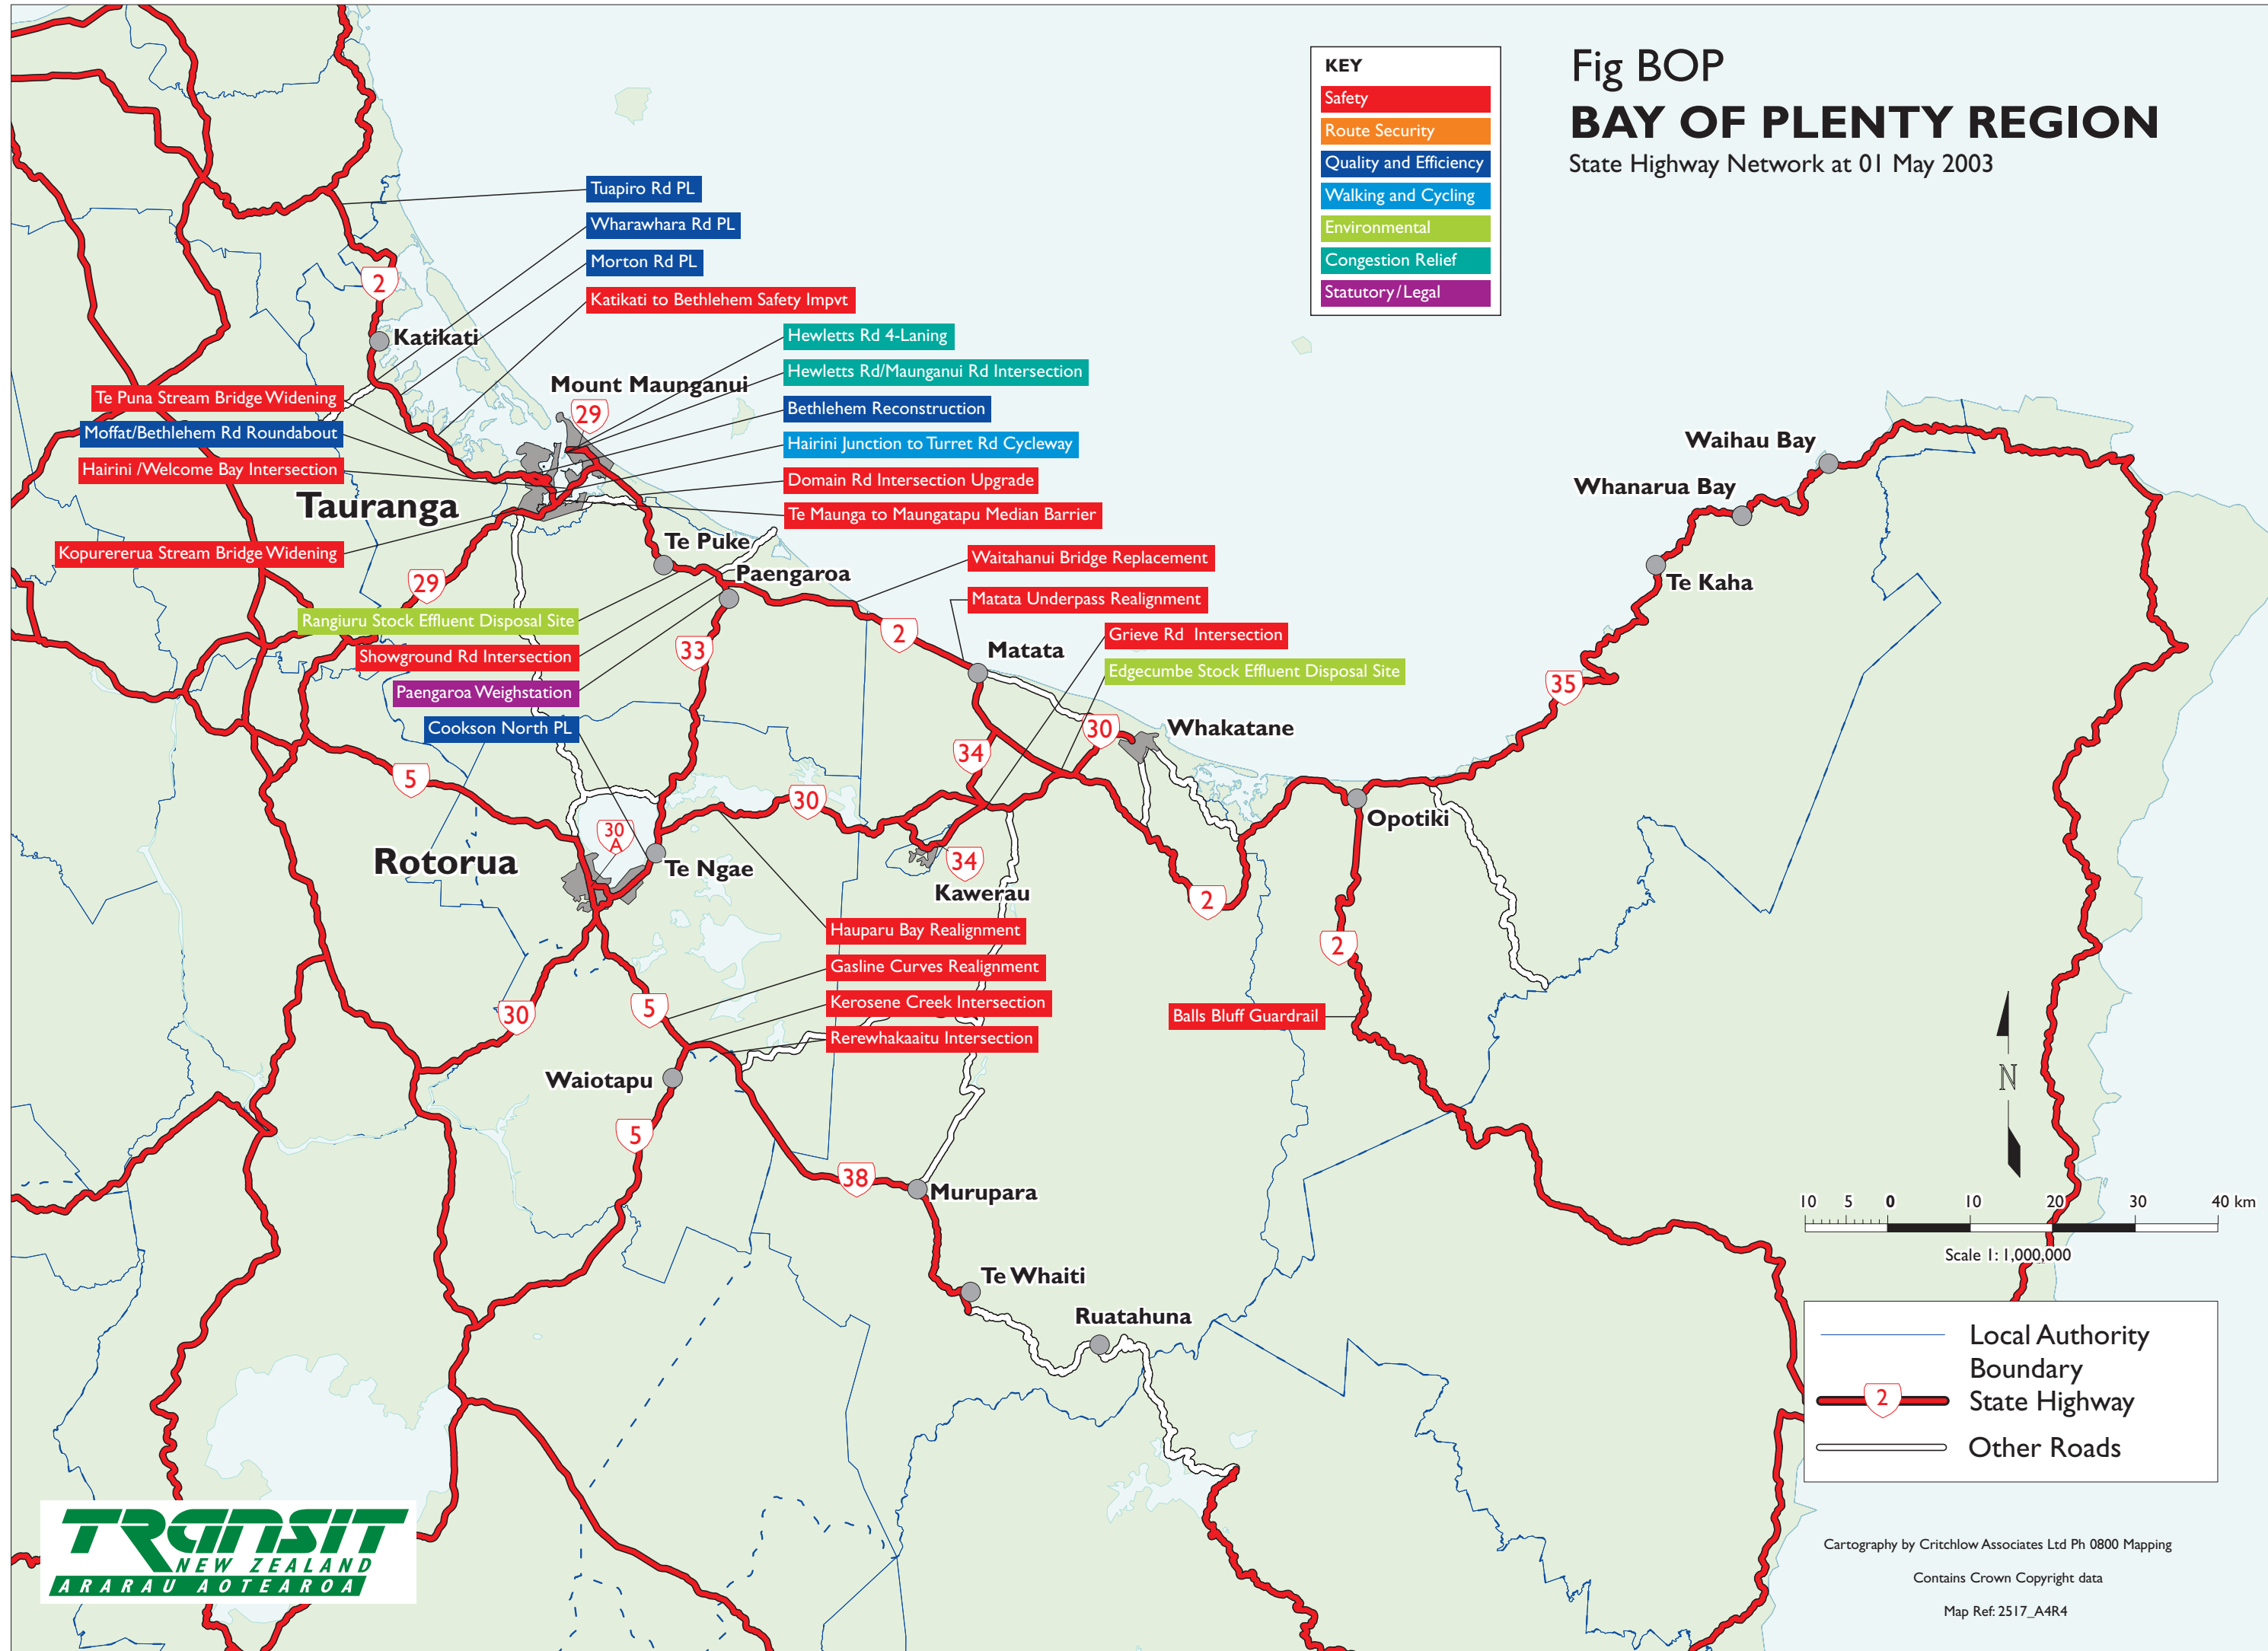 Fig BOP
BAY OF PLENTY REGION
State Highway Network at 01 May 2003
KEY
Safety
Route Security
Quality and Efficiency
Walking and Cycling
Environmental
Congestion Relief
Statutory/Legal
Tuapiro Rd PL
Wharawhara Rd PL
Morton Rd PL
Katikati to Bethlehem Safety Impvt
Hewletts Rd 4-Laning
Hewletts Rd/Maunganui Rd Intersection
Bethlehem Reconstruction
Hairini Junction to Turret Rd Cycleway
Domain Rd Intersection Upgrade
Te Maunga to Maungatapu Median Barrier
2
Katikati
Mount Maunganui
29
Te Puna Stream Bridge Widening
Moffat/Bethlehem Rd Roundabout
Hairini /Welcome Bay Intersection
Tauranga
Kopurererua Stream Bridge Widening
29
Te Puke
Paengaroa
Waitahanui Bridge Replacement
Matata Underpass Realignment
Grieve Rd Intersection
Edgecumbe Stock Effluent Disposal Site
Rangiuru Stock Effluent Disposal Site
Showground Rd Intersection
Paengaroa Weighstation
Cookson North PL
33
2
Matata
34
30
Whakatane
Waihau Bay
Whanarua Bay
Te Kaha
35
Opotiki
5
30
30
A
Rotorua
Te Ngae
34
Kawerau
2
2
Hauparu Bay Realignment
Gasline Curves Realignment
Kerosene Creek Intersection
Rerewhakaaitu Intersection
Balls Bluff Guardrail
30
5
Waiotapu
5
38
Murupara
Te Whaiti
Ruatahuna
N
10 5 0 10 20 30 40 km
Scale 1: 1,000,000
Local Authority
Boundary
2
State Highway
Other Roads
TRANSIT
NEW ZEALAND
ARARAU AOTEAROA
Cartography by Critchlow Associates Ltd Ph 0800 Mapping
Contains Crown Copyright data
Map Ref: 2517_A4R4